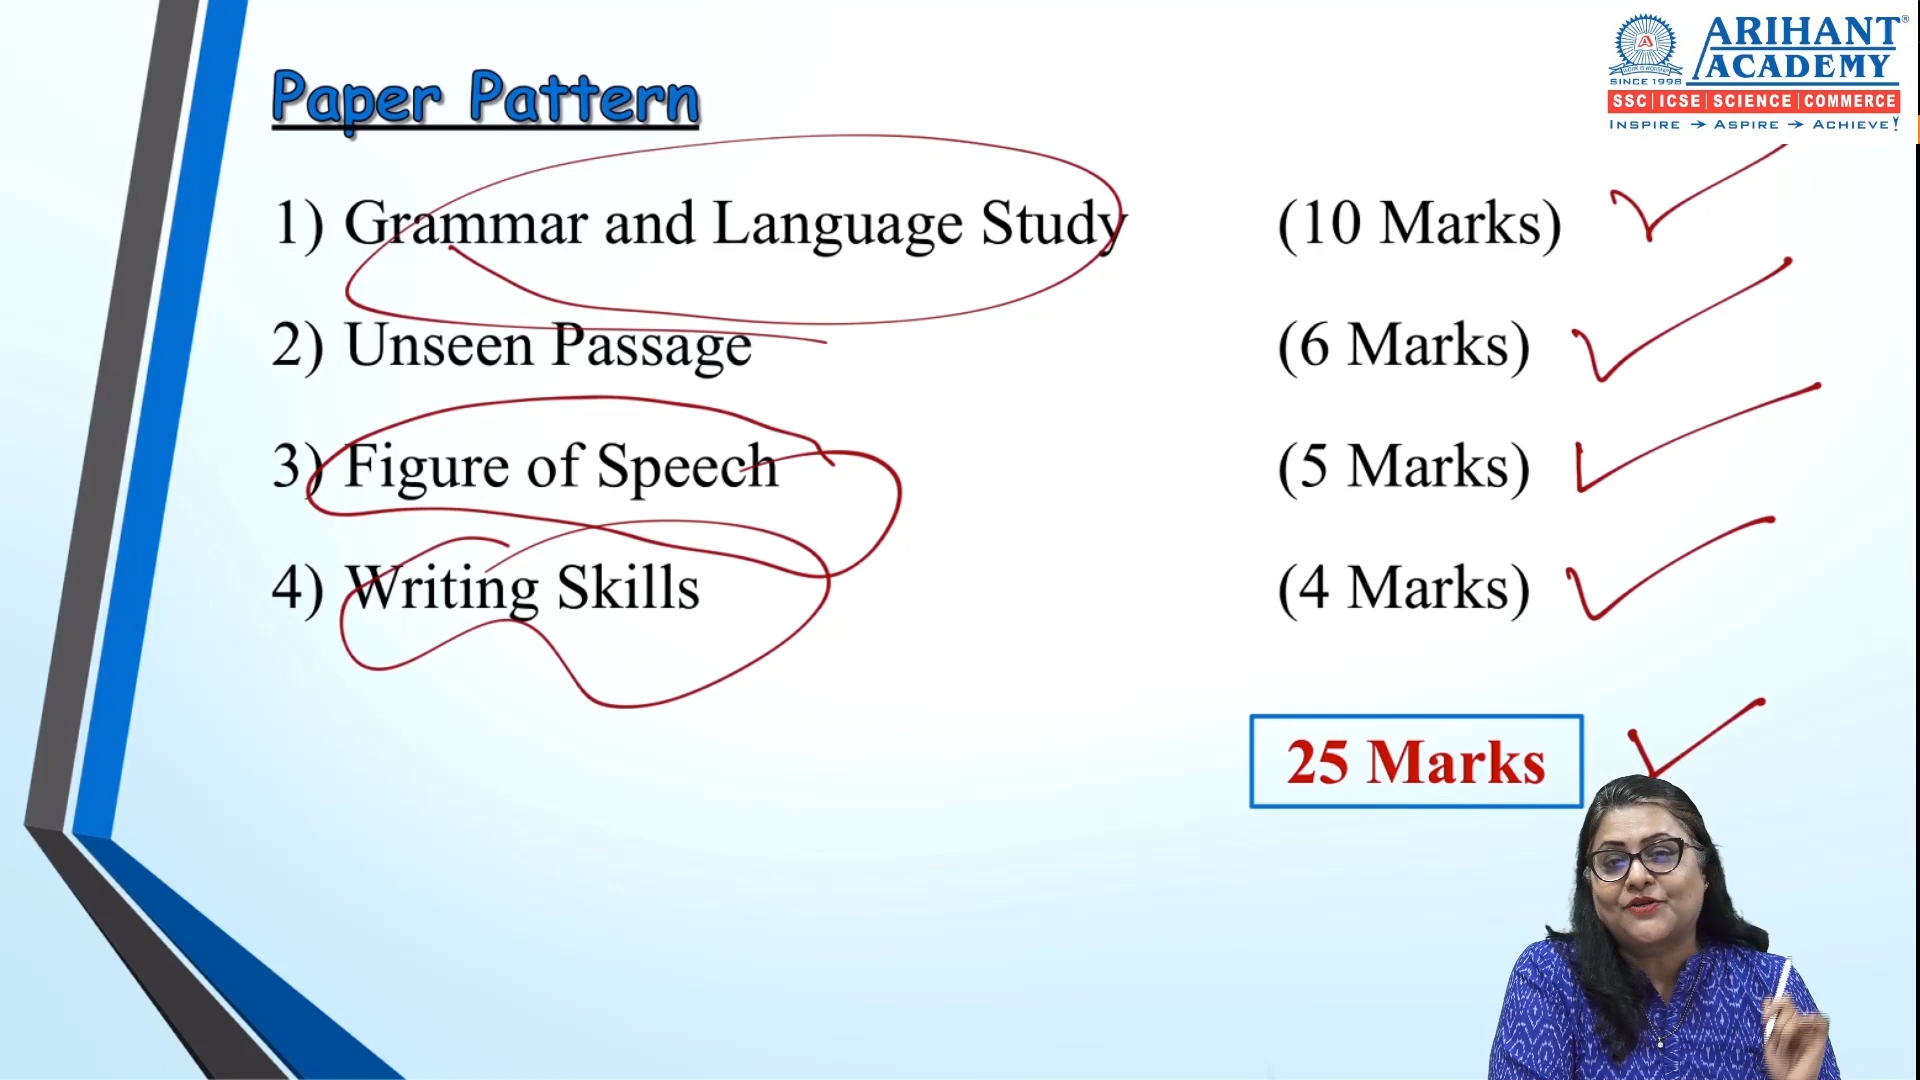 ARIHANT®
ACADEMY
SINCE 1998
SSC | ICSE | SCIENCE | COMMERCE
INSPIRE → ASPIRE → ACHIEVE!
Paper Pattern
1) Grammar and Language Study (10 Marks)
2) Unseen Passage (6 Marks)
3) Figure of Speech (5 Marks)
4) Writing Skills (4 Marks)
25 Marks